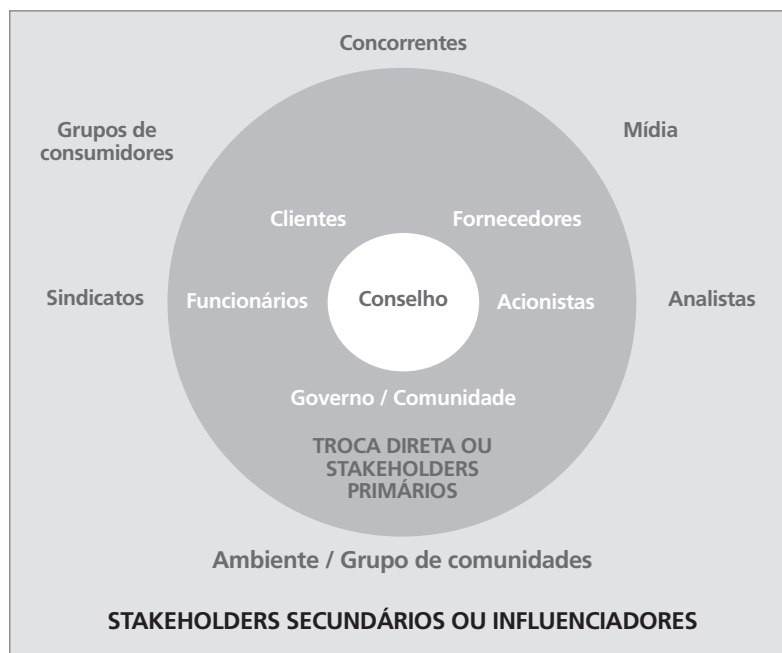 Concorrentes
Grupos de
consumidores
Mídia
Clientes
Fornecedores
Sindicatos
Funcionários
Conselho
Acionistas
Analistas
Governo / Comunidade
TROCA DIRETA OU
STAKEHOLDERS
PRIMÁRIOS
Ambiente / Grupo de comunidades
STAKEHOLDERS SECUNDÁRIOS OU INFLUENCIADORES